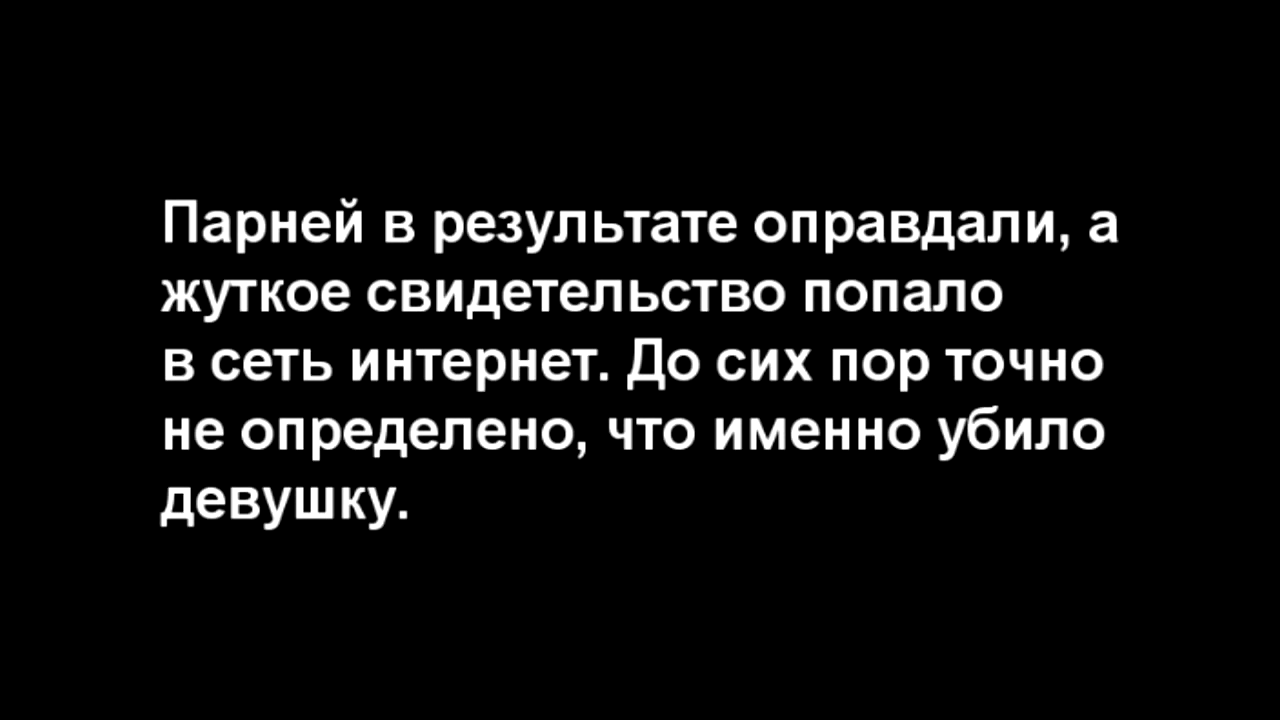 Парней в результате оправдали, а
жуткое свидетельство попало
в сеть интернет. До сих пор точно
не определено, что именно убило
девушку.